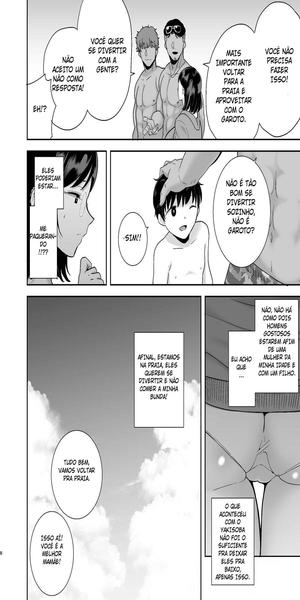 VOCÊ NÃO
PRECISA
FAZER
ISSO!
MAIS
IMPORTANTE
VOLTAR
PARA A
PRAIA E
APROVEITAR
COM O
GAROTO.
VOCÊ QUER
SE DIVERTIR
COM A
GENTE?
NÃO
ACEITO UM
NÃO COMO
RESPOSTA!
EH!?
NÃO É TÃO
BOM SE
DIVERTIR
SOZINHO,
NÃO É
GAROTO?
-SIM!!
ELES
PODERIAM
ESTAR...
ME
PAQUERAN-
DO
!!??
NÃO, NÃO HÁ
COMO DOIS
HOMENS
GOSTOSOS
ESTAREM AFIM
DE UMA
MULHER DA
MINHA IDADE E
COM UM FILHO.
EU ACHO
QUE
...
O QUE
ACONTECEU
COM O
YAKISOBA
NÃO FOI O
SUFICIENTE
PRA DEIXAR
ELES PRA
BAIXO,
APENAS ISSO.
AFINAL, ESTAMOS
NA PRAIA, ELES
QUEREM SE
DIVERTIR E NÃO
COMER A MINHA
BUNDA!
TUDO BEM,
VAMOS VOLTAR
PRA PRAIA.
ISSO AÍ! VOCÊ
É A MELHOR
MAMÃE!